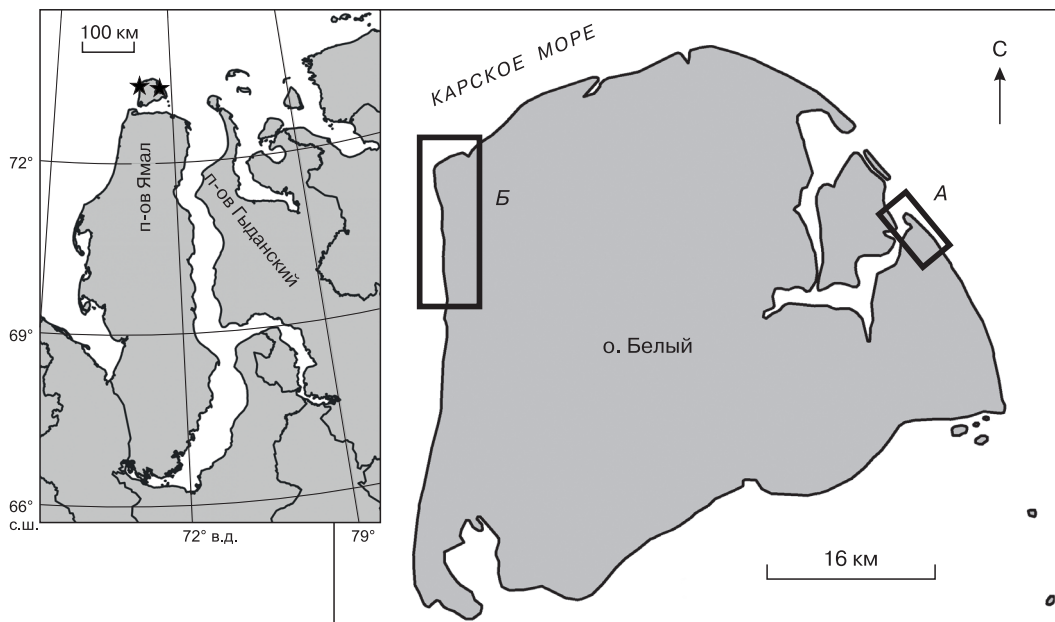 100 км
72°
69°
66°
с.ш.
72° в.д.
79°
п-ов Ямал
п-ов Гыданский
КАРСКОЕ МОРЕ
С
Б
А
о. Белый
16 км